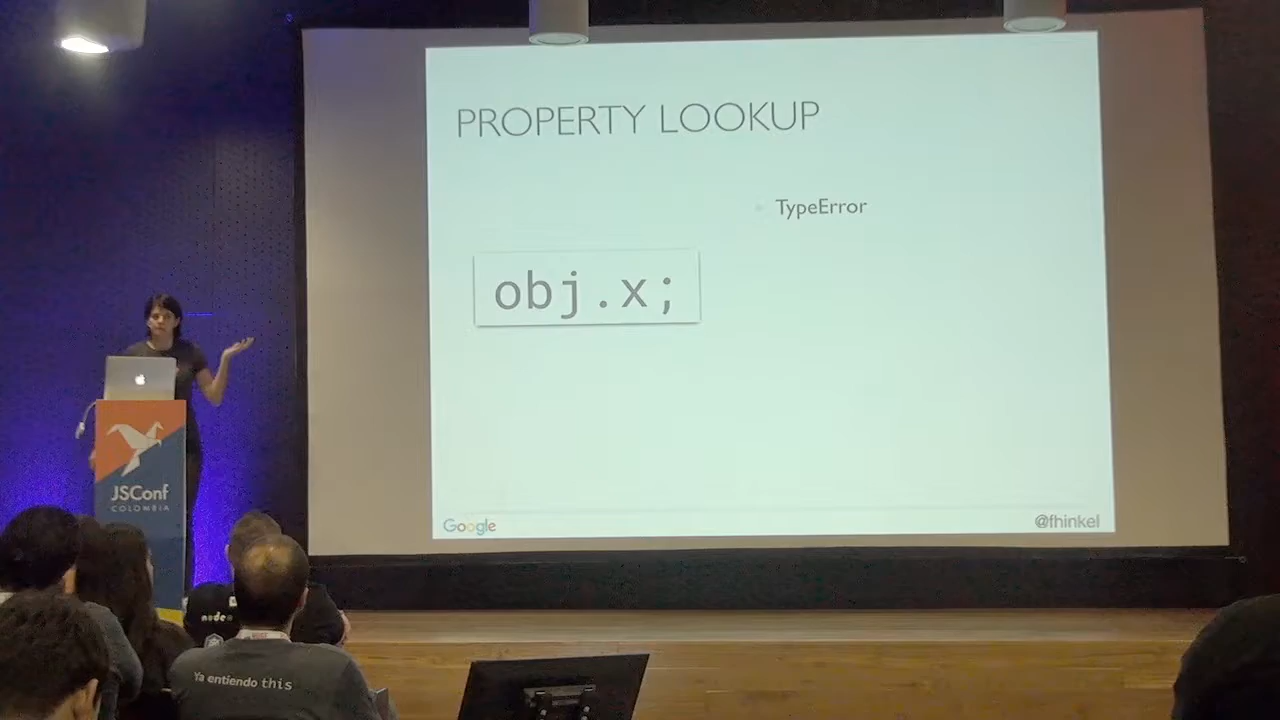 PROPERTY LOOKUP
TypeError
obj.x;
Google
@fhinkel
JSConf
COLOMBIA
node
Ya entiendo this